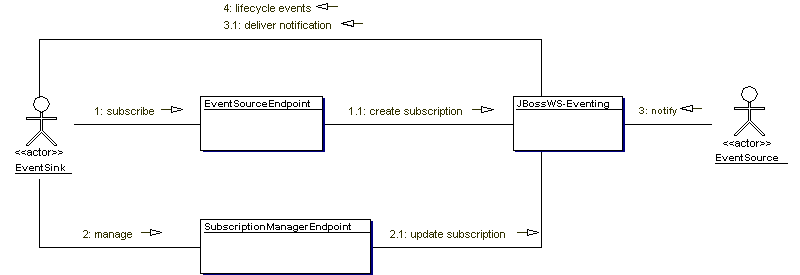 4: lifecycle events
3.1: deliver notification
EventSourceEndpoint
JBossWS-Eventing
1: subscribe
1.1: create subscription
3: notify
<<actor>>
EventSink
<<actor>>
EventSource
SubscriptionManagerEndpoint
2: manage
2.1: update subscription